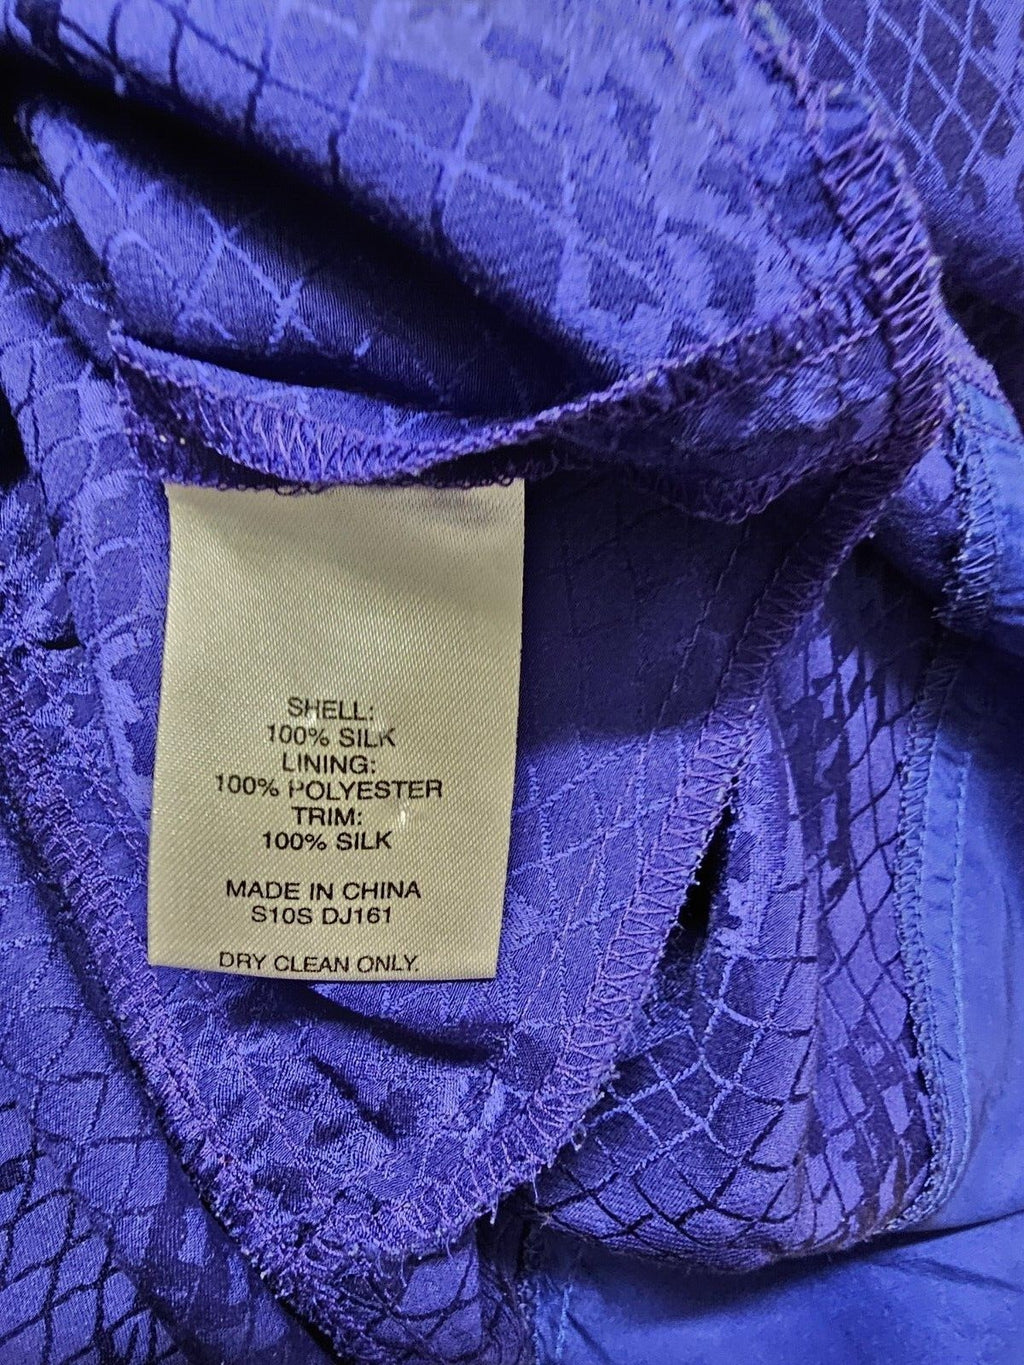 SHELL:
100% SILK
LINING:
100% POLYESTER
TRIM:
100% SILK
MADE IN CHINA
S10S DJ161
DRY CLEAN ONLY.